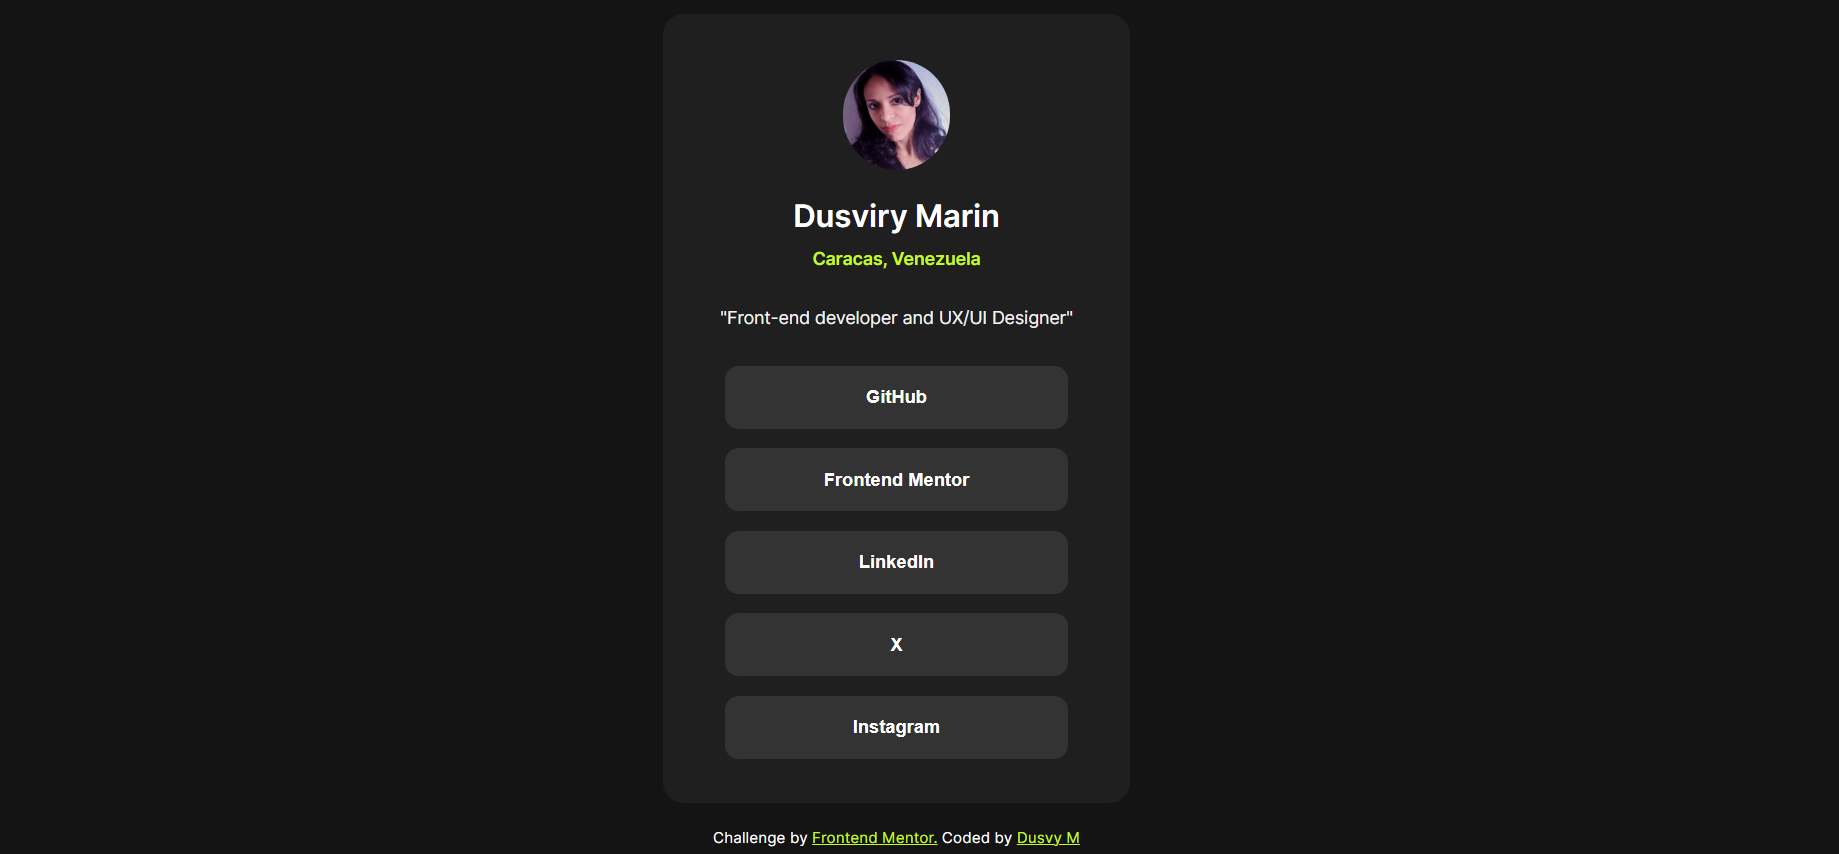 Dusviry Marin
Caracas, Venezuela
"Front-end developer and UX/UI Designer"
GitHub
Frontend Mentor
LinkedIn
X
Instagram
Challenge by Frontend Mentor. Coded by Dusvy M